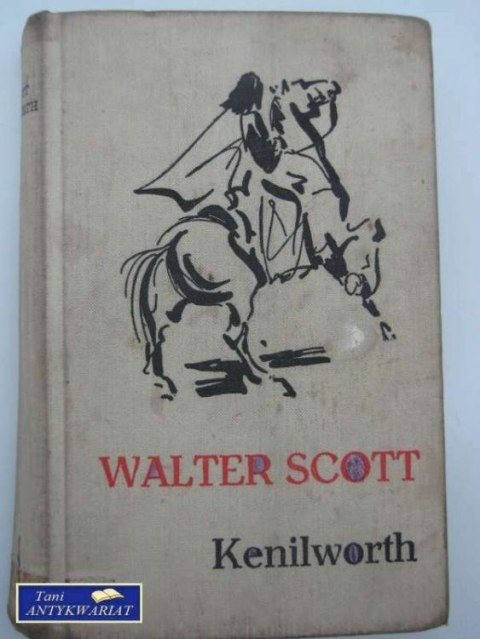 WALTER SCOTT
Kenilworth
Tani
ANTYKWARIAT